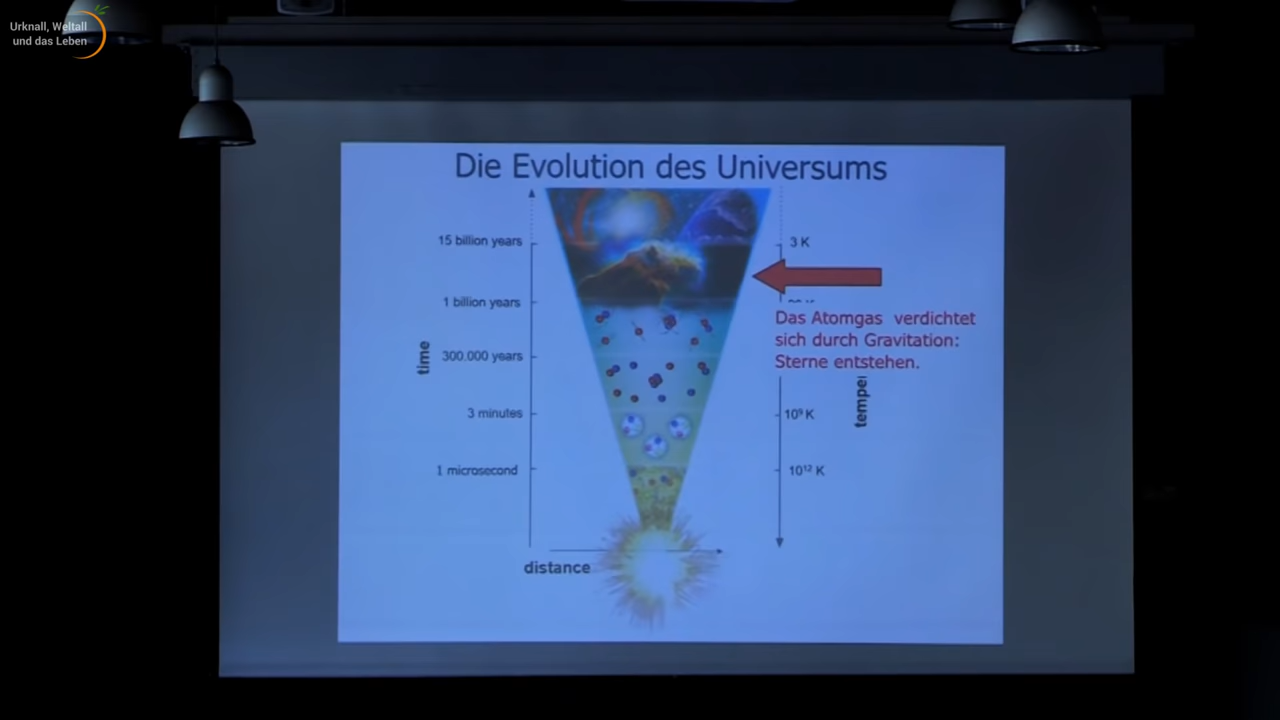 Urknall, Weltall
und das Leben
Die Evolution des Universums
15 billion years
3 K
1 billion years
Das Atomgas verdichtet
sich durch Gravitation:
Sterne entstehen.
time
300.000 years
3 minutes
10⁹ K
1 microsecond
10¹² K
distance